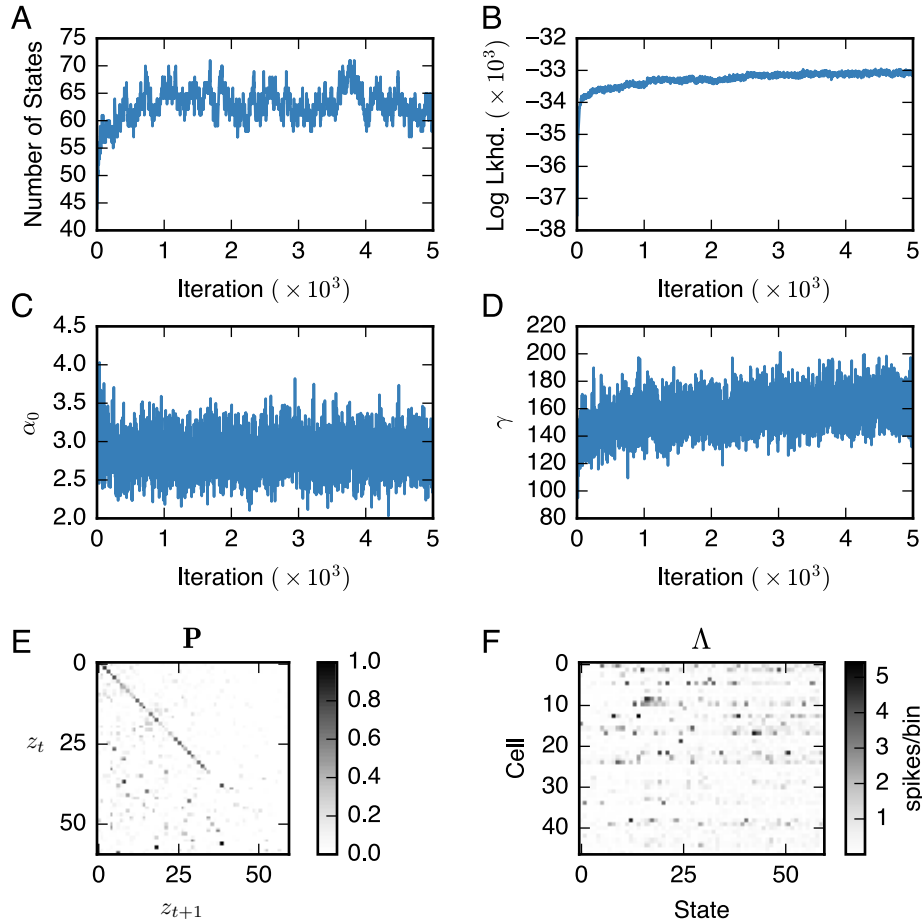 A
Number of States
75
70
65
60
55
50
45
40
0 1 2 3 4 5
Iteration ( × 10³ )
B
Log Lkhd. ( × 10³ )
−32
−33
−34
−35
−36
−37
−38
0 1 2 3 4 5
Iteration ( × 10³ )
C
α₀
4.5
4.0
3.5
3.0
2.5
2.0
0 1 2 3 4 5
Iteration ( × 10³ )
D
γ
220
200
180
160
140
120
100
80
0 1 2 3 4 5
Iteration ( × 10³ )
E
P
zₜ
0
25
50
0 25 50
zₜ₊₁
1.0
0.8
0.6
0.4
0.2
0.0
F
Λ
Cell
0
10
20
30
40
0 25 50
State
5
4
3
2
1
spikes/bin